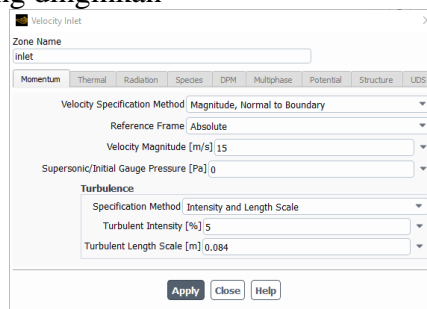 diinginkan
Velocity Inlet
Zone Name
inlet
Momentum Thermal Radiation Species DPM Multiphase Potential Structure UDS
Velocity Specification Method Magnitude, Normal to Boundary
Reference Frame Absolute
Velocity Magnitude [m/s] 15
Supersonic/Initial Gauge Pressure [Pa] 0
Turbulence
Specification Method Intensity and Length Scale
Turbulent Intensity [%] 5
Turbulent Length Scale [m] 0.084
Apply Close Help